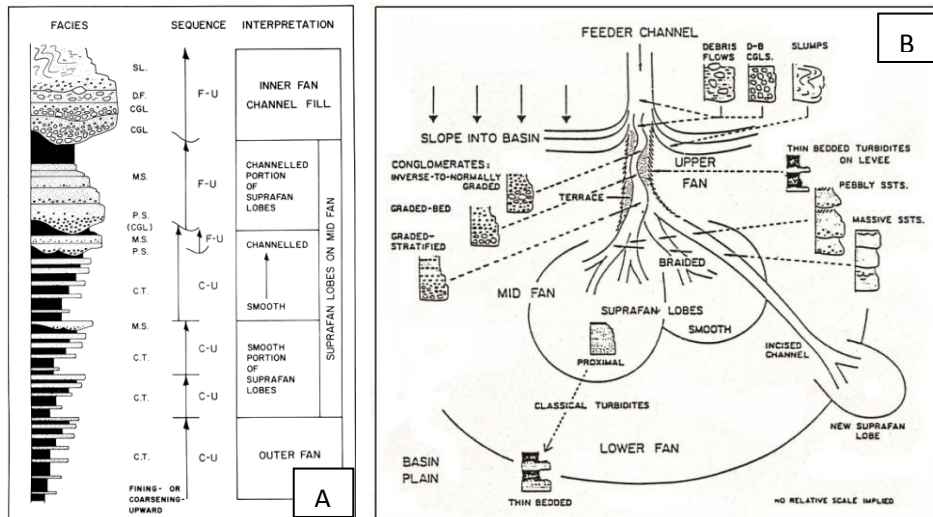 FACIES
SEQUENCE
INTERPRETATION
SL.
D.F.
CGL
CGL
F-U
INNER FAN
CHANNEL FILL
M.S.
P.S.
(CGL)
F-U
CHANNELLED
PORTION
OF
SUPRAFAN
LOBES
M.S.
P.S.
F-U
C.T.
C-U
CHANNELLED
SMOOTH
SUPRAFAN LOBES ON MID FAN
M.S.
C.T.
C-U
SMOOTH
PORTION
OF
SUPRAFAN
LOBES
C.T.
C-U
C.T.
C-U
OUTER FAN
FINING- OR
COARSENING-
UPWARD
A
B
FEEDER CHANNEL
DEBRIS
FLOWS
D-B
CGLS.
SLUMPS
SLOPE INTO BASIN
CONGLOMERATES:
INVERSE-TO-NORMALLY
GRADED
GRADED-BED
GRADED-
STRATIFIED
TERRACE
UPPER
FAN
THIN BEDDED TURBIDITES
ON LEVEE
PEBBLY SSTS.
MASSIVE SSTS.
MID FAN
BRAIDED
SUPRAFAN LOBES
SMOOTH
PROXIMAL
INCISED
CHANNEL
CLASSICAL TURBIDITES
NEW SUPRAFAN
LOBE
LOWER FAN
BASIN
PLAIN
THIN BEDDED
NO RELATIVE SCALE IMPLIED